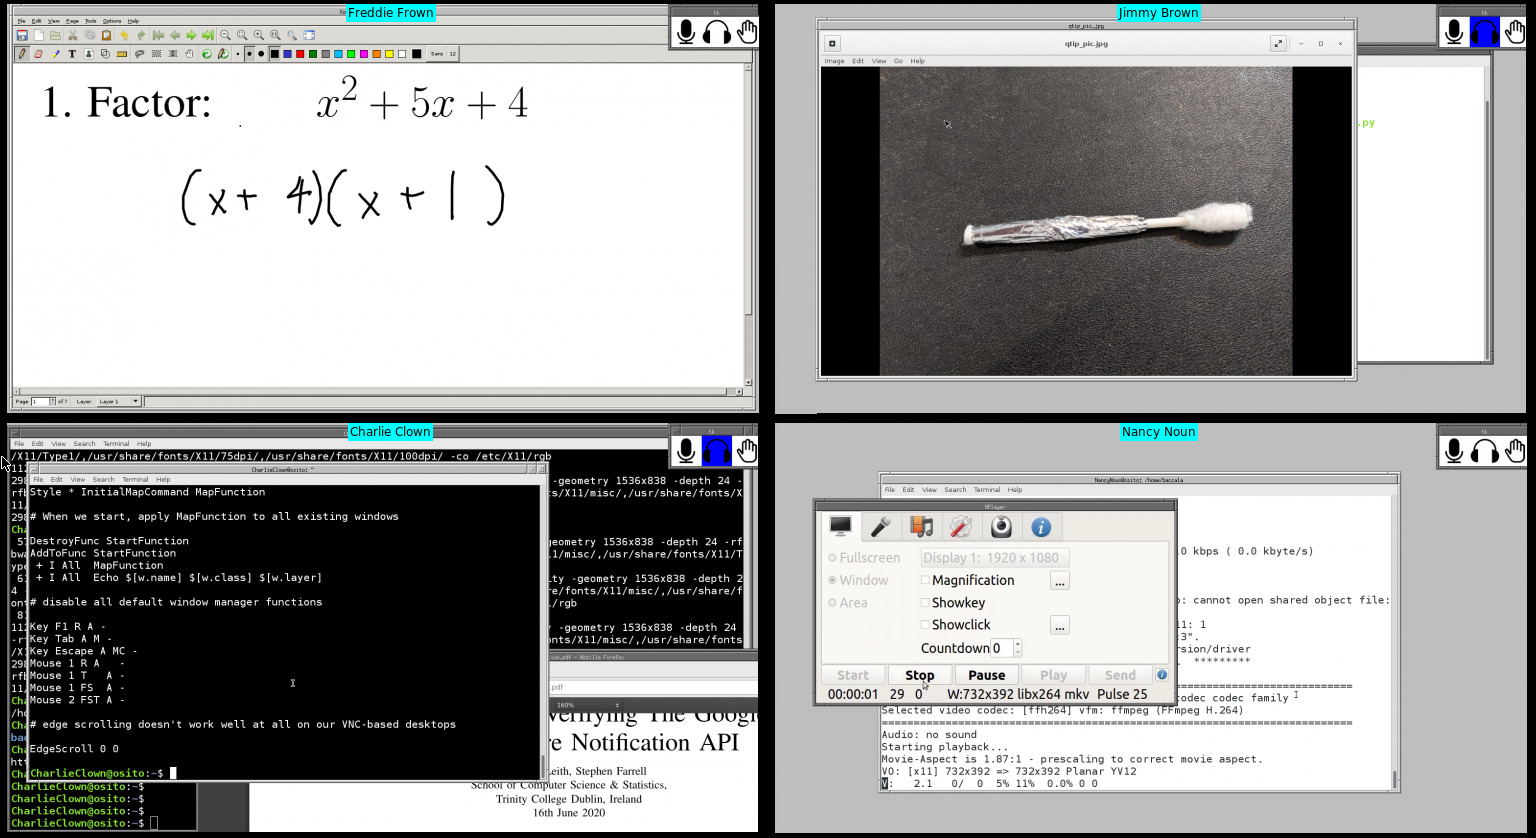 Freddie Frown
File Edit View Page Tools Options Help
Sans 12
1. Factor: x² + 5x + 4
(x + 4)(x + 1)
Page 1 of 7 Layer: Layer 1
Jimmy Brown
qtip_pic.jpg
qtip_pic.jpg
Image Edit View Go Help
.py
Charlie Clown
File Edit View Search Terminal Help
/X11/Type1/,/usr/share/fonts/X11/75dpi/,/usr/share/fonts/X11/100dpi/ -co /etc/X11/rgb
CharlieClown@osito: ~
File Edit View Search Terminal Help
Style * InitialMapCommand MapFunction
# When we start, apply MapFunction to all existing windows
DestroyFunc StartFunction
AddToFunc StartFunction
+ I All MapFunction
+ I All Echo $[w.name] $[w.class] $[w.layer]
# disable all default window manager functions
Key F1 R A -
Key Tab A M -
Key Escape A MC -
Mouse 1 R A -
Mouse 1 T A -
Mouse 1 FS A -
Mouse 2 FST A -
# edge scrolling doesn't work well at all on our VNC-based desktops
EdgeScroll 0 0
CharlieClown@osito:~$
CharlieClown@osito:~$
CharlieClown@osito:~$
CharlieClown@osito:~$
CharlieClown@osito:~$
-geometry 1536x838 -depth 24 -
ts/X11/misc/,/usr/share/fonts/X
-geometry 1536x838 -depth 24 -rf
/X11/misc/,/usr/share/fonts/X11/T
ty -geometry 1536x838 -depth 2
1/misc/,/usr/share/fonts/X11/
./rgb
-geometry 1536x838 -depth 24
ts/X11/misc/,/usr/share/fonts
ion.pdf - Mozilla Firefox
.pdf
160%
verifying The Googl
re Notification API
Leith, Stephen Farrell
School of Computer Science & Statistics,
Trinity College Dublin, Ireland
16th June 2020
Nancy Noun
NancyNoun@osito: /home/baccala
File Edit View Search Terminal Help
MPlayer
Fullscreen Display 1: 1920 x 1080
Window Magnification ...
Area Showkey
Showclick ...
Countdown 0
Start Stop Pause Play Send
00:00:01 29 0 W:732x392 libx264 mkv Pulse 25
.0 kbps ( 0.0 kbyte/s)
o: cannot open shared object file:
11: 1
:3".
rsion/driver
*********
==========================
codec codec family
Selected video codec: [ffh264] vfm: ffmpeg (FFmpeg H.264)
==========================================================================
Audio: no sound
Starting playback...
Movie-Aspect is 1.87:1 - prescaling to correct movie aspect.
VO: [x11] 732x392 => 732x392 Planar YV12
V: 2.1 0/ 0 5% 11% 0.0% 0 0